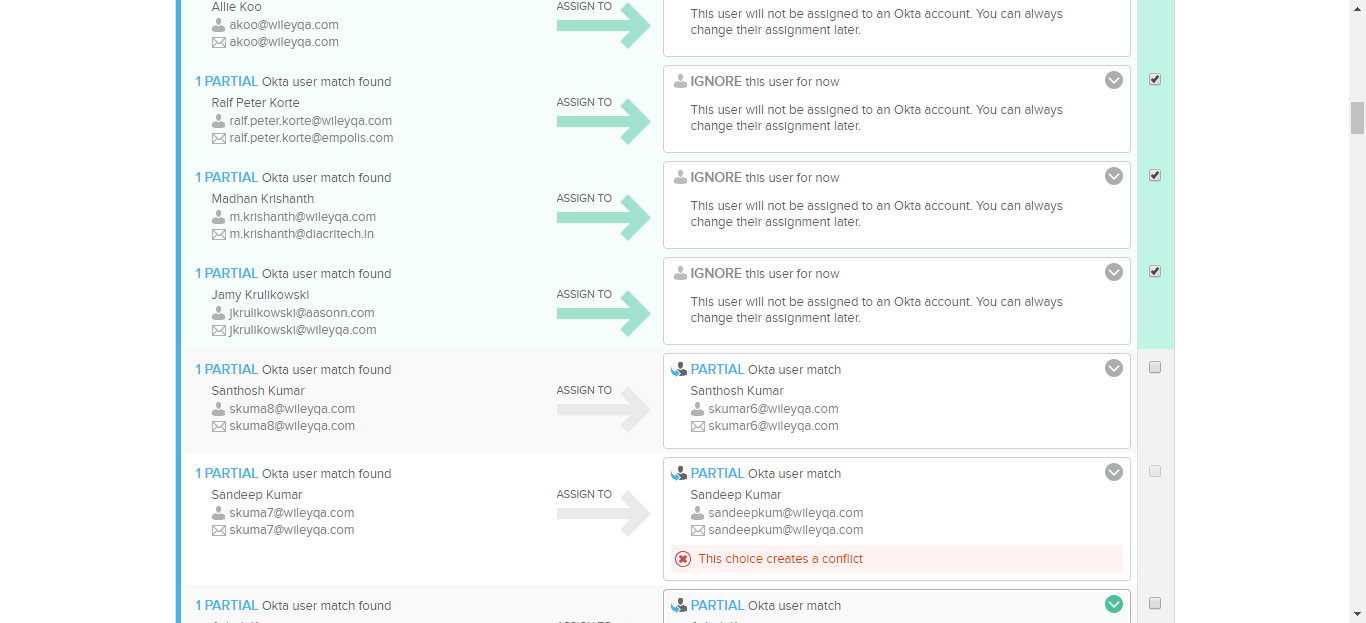 Allie Koo
akoo@wileyqa.com
akoo@wileyqa.com
ASSIGN TO
This user will not be assigned to an Okta account. You can always
change their assignment later.
1 PARTIAL Okta user match found
Ralf Peter Korte
ralf.peter.korte@wileyqa.com
ralf.peter.korte@empolis.com
ASSIGN TO
IGNORE this user for now
This user will not be assigned to an Okta account. You can always
change their assignment later.
1 PARTIAL Okta user match found
Madhan Krishanth
m.krishanth@wileyqa.com
m.krishanth@diacritech.in
ASSIGN TO
IGNORE this user for now
This user will not be assigned to an Okta account. You can always
change their assignment later.
1 PARTIAL Okta user match found
Jamy Krulikowski
jkrulikowski@aasonn.com
jkrulikowski@wileyqa.com
ASSIGN TO
IGNORE this user for now
This user will not be assigned to an Okta account. You can always
change their assignment later.
1 PARTIAL Okta user match found
Santhosh Kumar
skuma8@wileyqa.com
skuma8@wileyqa.com
ASSIGN TO
PARTIAL Okta user match
Santhosh Kumar
skumar6@wileyqa.com
skumar6@wileyqa.com
1 PARTIAL Okta user match found
Sandeep Kumar
skuma7@wileyqa.com
skuma7@wileyqa.com
ASSIGN TO
PARTIAL Okta user match
Sandeep Kumar
sandeepkum@wileyqa.com
sandeepkum@wileyqa.com
This choice creates a conflict
1 PARTIAL Okta user match found
PARTIAL Okta user match